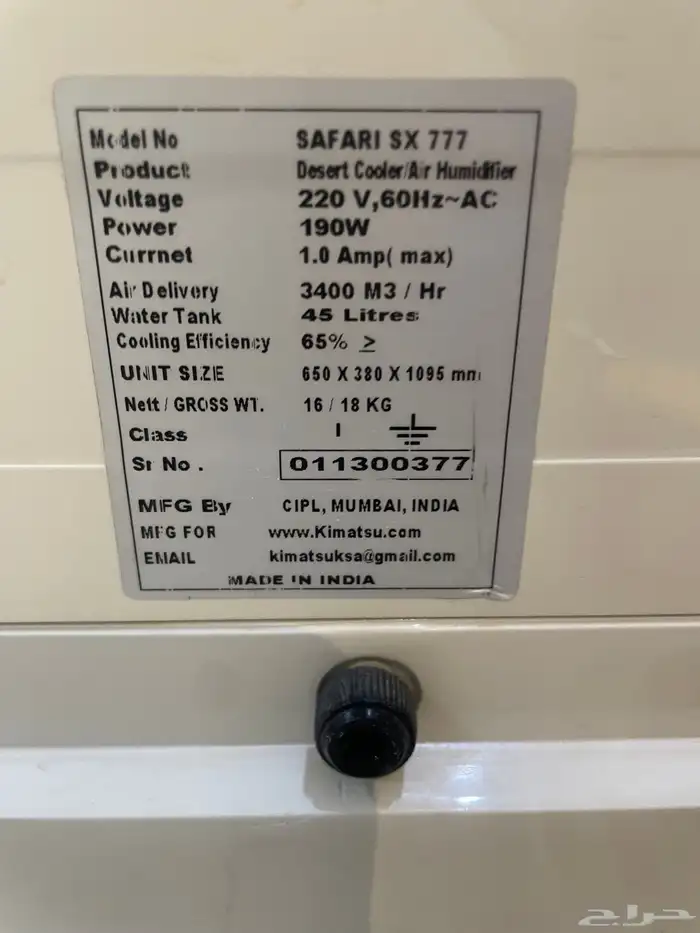 Model No SAFARI SX 777
Product Desert Cooler/Air Humidifier
Voltage 220 V,60Hz~AC
Power 190W
Currnet 1.0 Amp( max)
Air Delivery 3400 M3 / Hr
Water Tank 45 Litres
Cooling Efficiency 65% ≥
UNIT SIZE 650 X 380 X 1095 mm
Nett / GROSS WT. 16 / 18 KG
Class I
Sr No . 011300377
MFG By CIPL, MUMBAI, INDIA
MFG FOR www.Kimatsu.com
EMAIL kimatsuksa@gmail.com
MADE IN INDIA
حراج